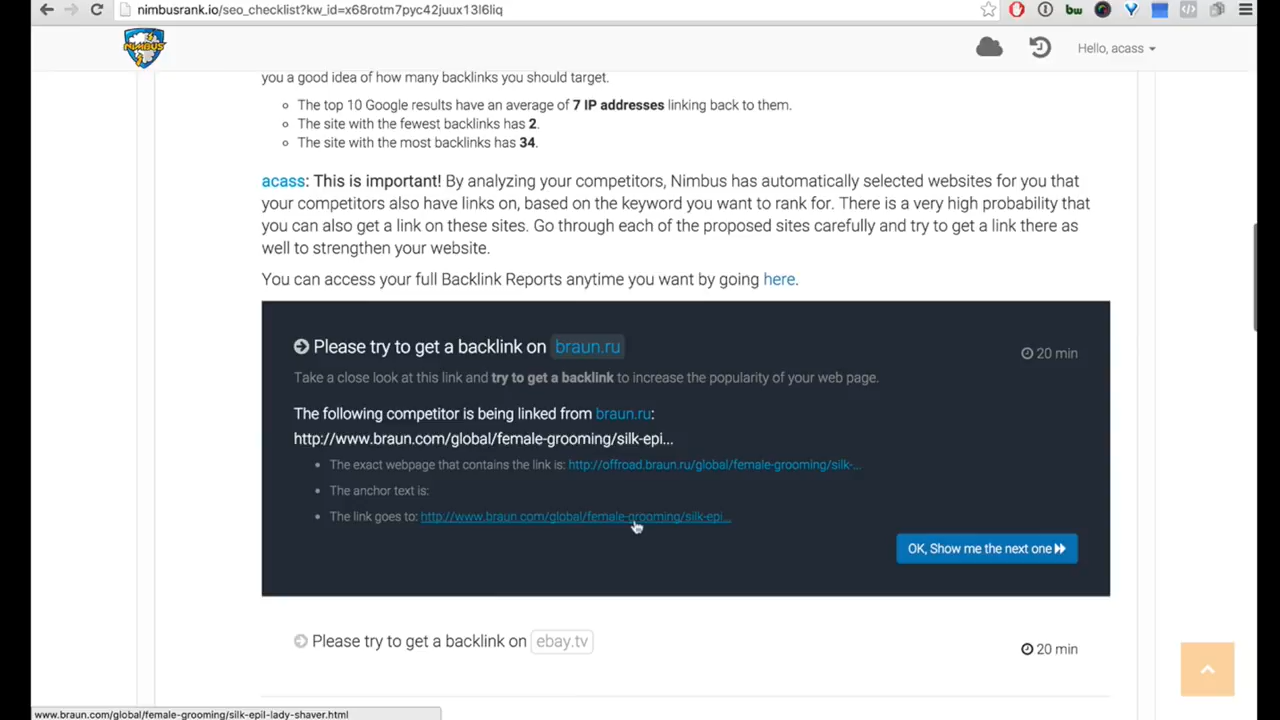 nimbusrank.io/seo_checklist?kw_id=x68rotm7pyc42juux13l6liq
bw
NIMBUS
Hello, acass
you a good idea of how many backlinks you should target.
The top 10 Google results have an average of 7 IP addresses linking back to them.
The site with the fewest backlinks has 2.
The site with the most backlinks has 34.
acass: This is important! By analyzing your competitors, Nimbus has automatically selected websites for you that
your competitors also have links on, based on the keyword you want to rank for. There is a very high probability that
you can also get a link on these sites. Go through each of the proposed sites carefully and try to get a link there as
well to strengthen your website.
You can access your full Backlink Reports anytime you want by going here.
Please try to get a backlink on braun.ru
20 min
Take a close look at this link and try to get a backlink to increase the popularity of your web page.
The following competitor is being linked from braun.ru:
http://www.braun.com/global/female-grooming/silk-epi...
The exact webpage that contains the link is: http://offroad.braun.ru/global/female-grooming/silk-...
The anchor text is:
The link goes to: http://www.braun.com/global/female-grooming/silk-epi...
OK, Show me the next one
Please try to get a backlink on ebay.tv
20 min
www.braun.com/global/female-grooming/silk-epil-lady-shaver.html